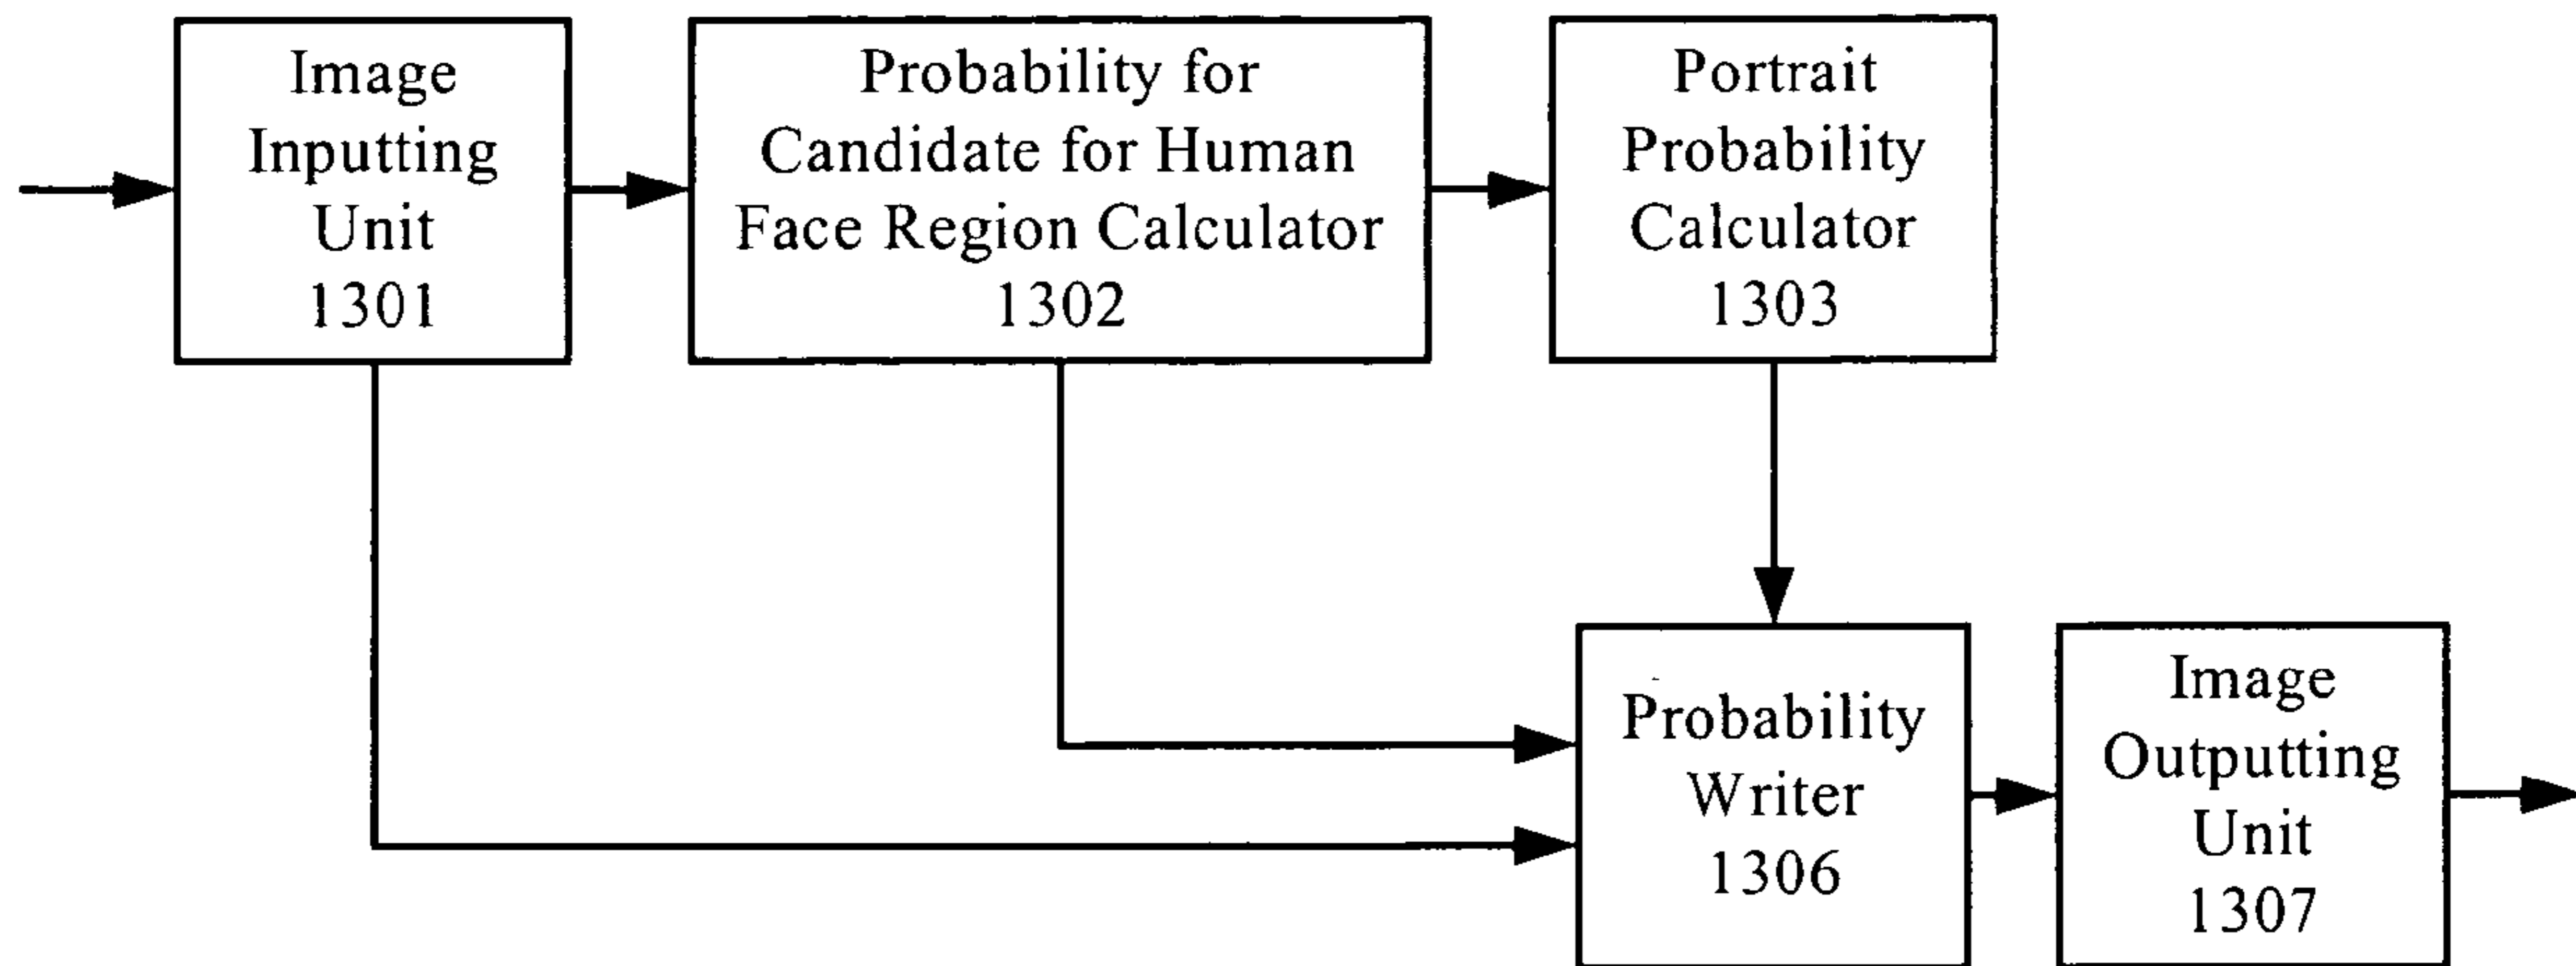 Image
Inputting
Unit
1301
Probability for
Candidate for Human
Face Region Calculator
1302
Portrait
Probability
Calculator
1303
Probability
Writer
1306
Image
Outputting
Unit
1307